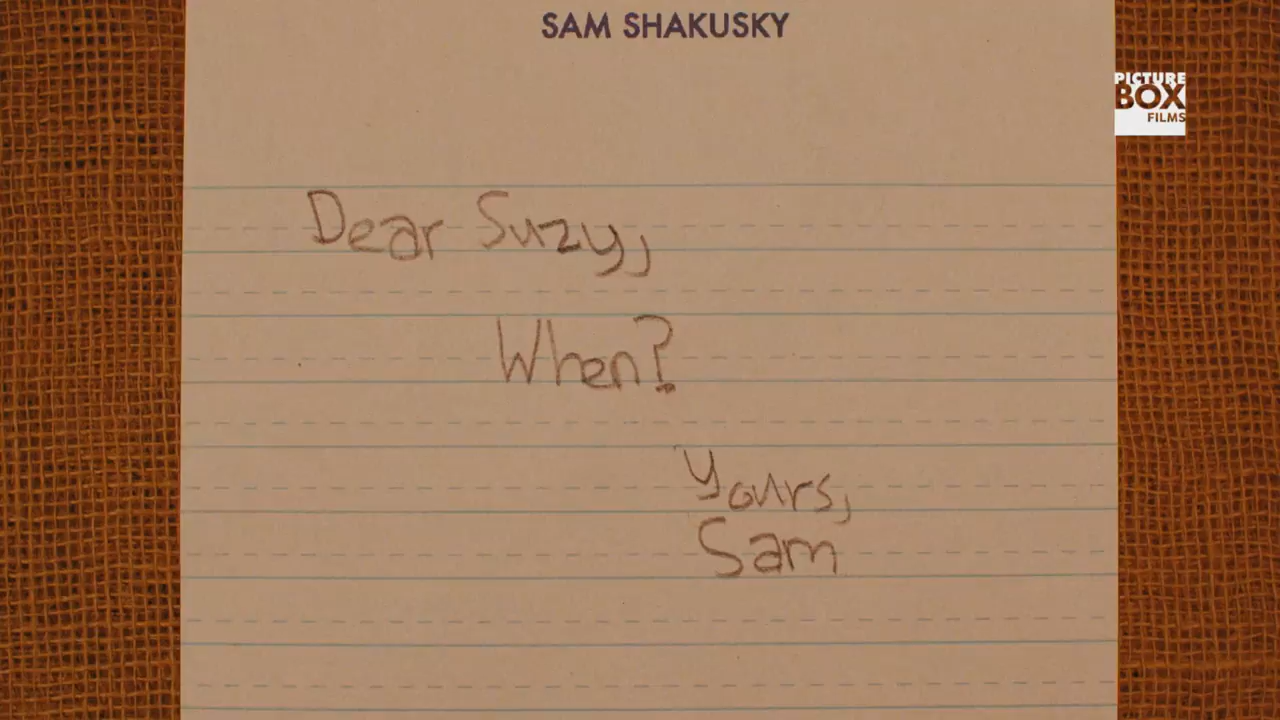 SAM SHAKUSKY
PICTURE
BOX
FILMS
Dear Suzy,
When?
Yours,
Sam